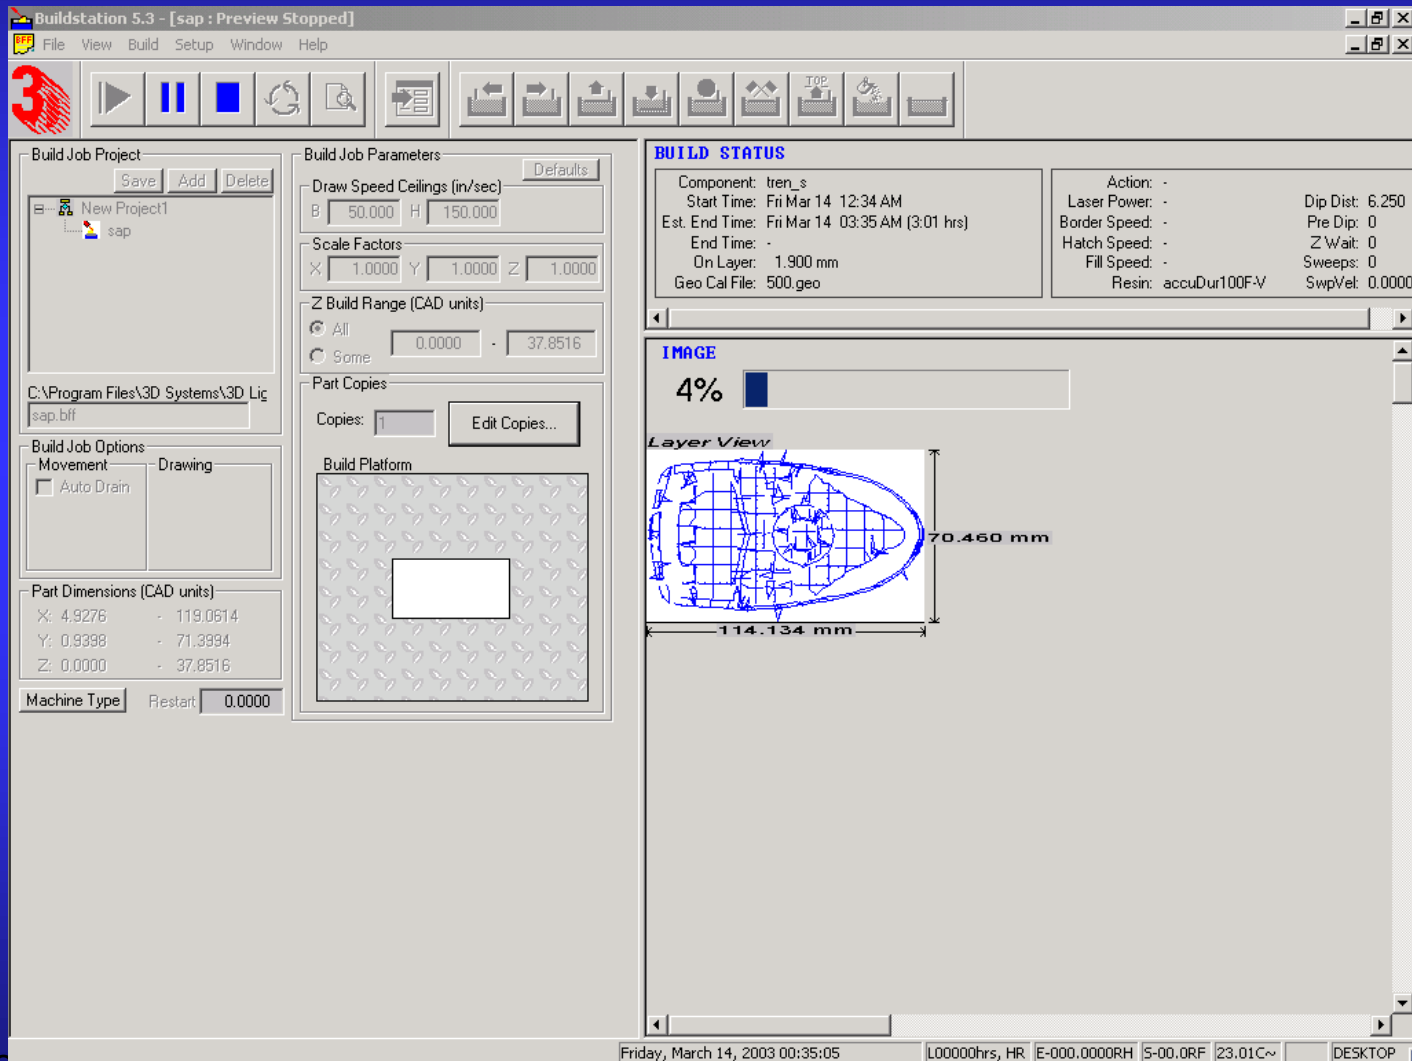 Buildstation 5.3 - [sap : Preview Stopped]
BFF File View Build Setup Window Help
3
TOP
Build Job Project
Save Add Delete
New Project1
sap
C:\Program Files\3D Systems\3D Lig
sap.bff
Build Job Options
Movement Drawing
Auto Drain
Part Dimensions (CAD units)
X: 4.9276 - 119.0614
Y: 0.9398 - 71.3994
Z: 0.0000 - 37.8516
Machine Type Restart 0.0000
Build Job Parameters
Defaults
Draw Speed Ceilings (in/sec)
B 50.000 H 150.000
Scale Factors
X 1.0000 Y 1.0000 Z 1.0000
Z Build Range (CAD units)
All
Some
0.0000 - 37.8516
Part Copies
Copies: 1 Edit Copies...
Build Platform
BUILD STATUS
Component: tren_s
Start Time: Fri Mar 14 12:34 AM
Est. End Time: Fri Mar 14 03:35 AM (3:01 hrs)
End Time: -
On Layer: 1.900 mm
Geo Cal File: 500.geo
Action: -
Laser Power: - Dip Dist: 6.250
Border Speed: - Pre Dip: 0
Hatch Speed: - Z Wait: 0
Fill Speed: - Sweeps: 0
Resin: accuDur100F-V SwpVel: 0.0000
IMAGE
4%
Layer View
70.460 mm
114.134 mm
Friday, March 14, 2003 00:35:05 L00000hrs, HR E-000.0000RH S-00.0RF 23.01C~ DESKTOP